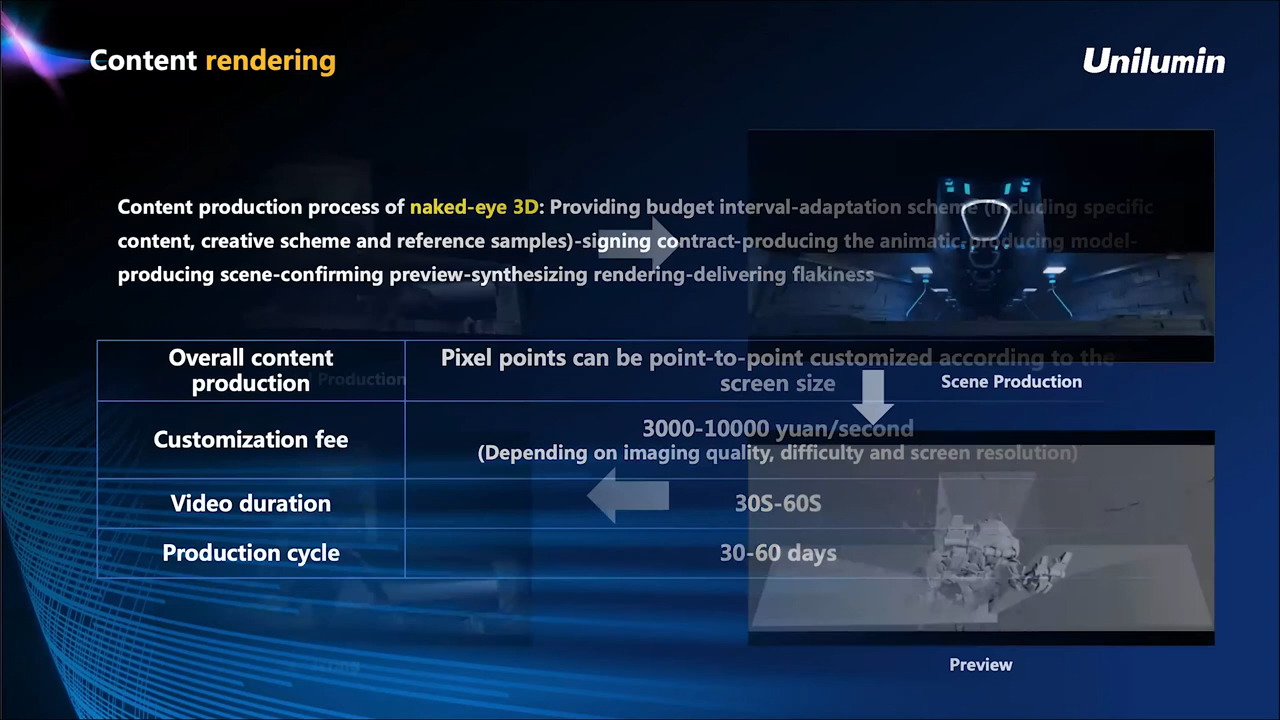 Content rendering
Unilumin
Content production process of naked-eye 3D: Providing budget interval-adaptation scheme (including specific
content, creative scheme and reference samples)-signing contract-producing the animatic-producing model-
producing scene-confirming preview-synthesizing rendering-delivering flakiness
Overall content
production
Pixel points can be point-to-point customized according to the
screen size
Production
Scene Production
Customization fee
3000-10000 yuan/second
(Depending on imaging quality, difficulty and screen resolution)
Video duration
30S-60S
Production cycle
30-60 days
Preview